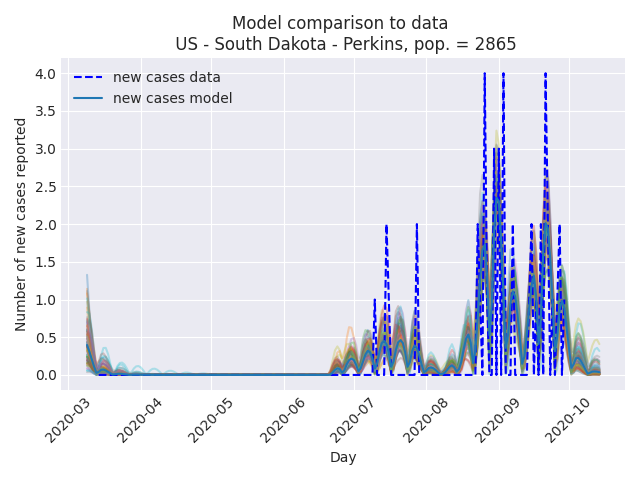 Model comparison to data
US - South Dakota - Perkins, pop. = 2865
new cases data
new cases model
Number of new cases reported
4.0
3.5
3.0
2.5
2.0
1.5
1.0
0.5
0.0
2020-03
2020-04
2020-05
2020-06
2020-07
2020-08
2020-09
2020-10
Day